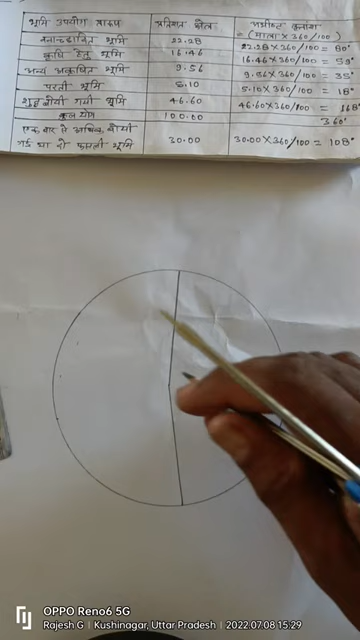 भूमि उपयोग प्रारूप प्रतिशत क्षेत्र
= (मात्रा × 360/100)
वनाच्छादित भूमि 22.28 22.28×360/100 = 80°
कृषि हेतु भूमि 16.46 16.46×360/100 = 59°
अन्य अकृषित भूमि 9.56 9.56×360/100 = 35°
परती भूमि 5.10 5.10×360/100 = 18°
शुद्ध बोयी गयी भूमि 46.60 46.60×360/100 = 168°
कुल योग 100.00 360°
एक बार से अधिक बोयी
गई या दो फसली भूमि 30.00 30.00×360/100 = 108°
OPPO Reno6 5G
Rajesh.G | Kushinagar, Uttar Pradesh | 2022.07.08 15:29